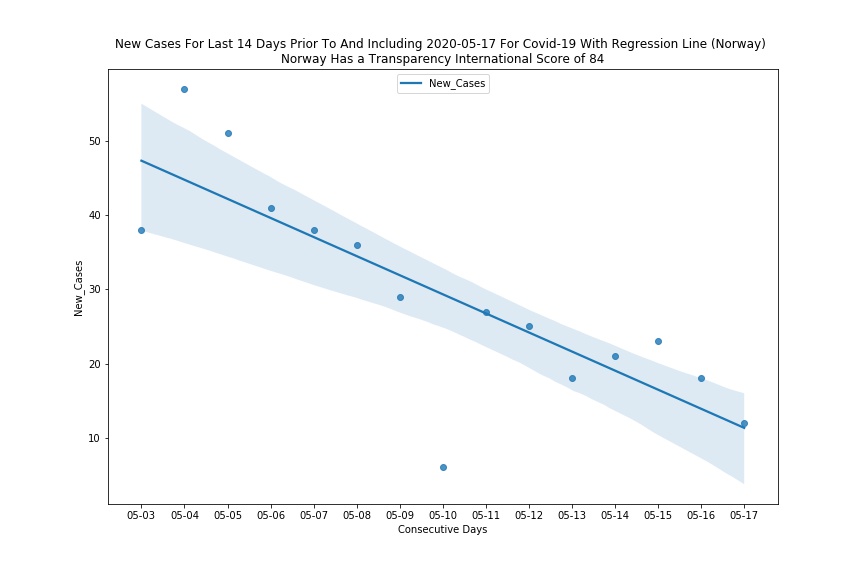 New Cases For Last 14 Days Prior To And Including 2020-05-17 For Covid-19 With Regression Line (Norway)
Norway Has a Transparency International Score of 84
New_Cases
New_Cases
50
40
30
20
10
05-03 05-04 05-05 05-06 05-07 05-08 05-09 05-10 05-11 05-12 05-13 05-14 05-15 05-16 05-17
Consecutive Days